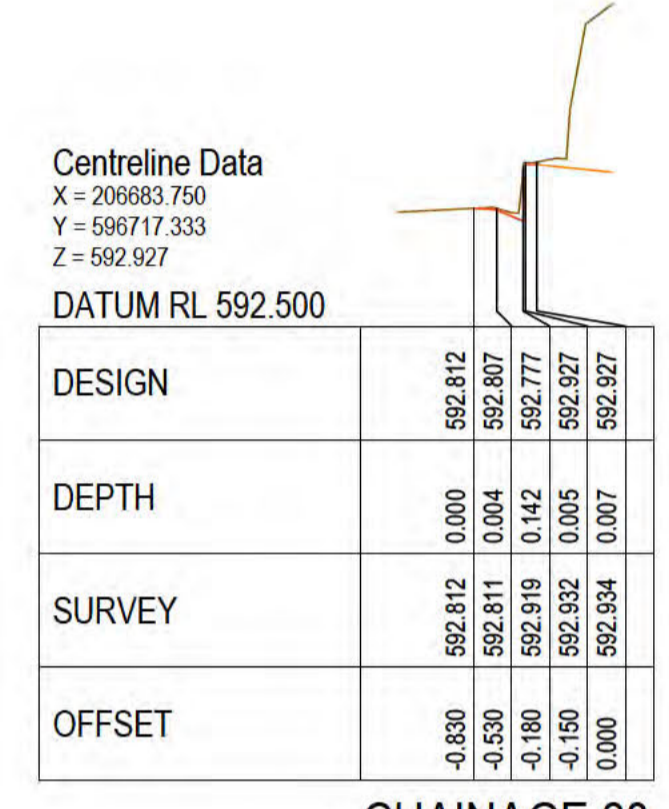 Centreline Data
X = 206683.750
Y = 596717.333
Z = 592.927
DATUM RL 592.500
DESIGN 592.812 592.807 592.777 592.927 592.927
DEPTH 0.000 0.004 0.142 0.005 0.007
SURVEY 592.812 592.811 592.919 592.932 592.934
OFFSET -0.830 -0.530 -0.180 -0.150 0.000